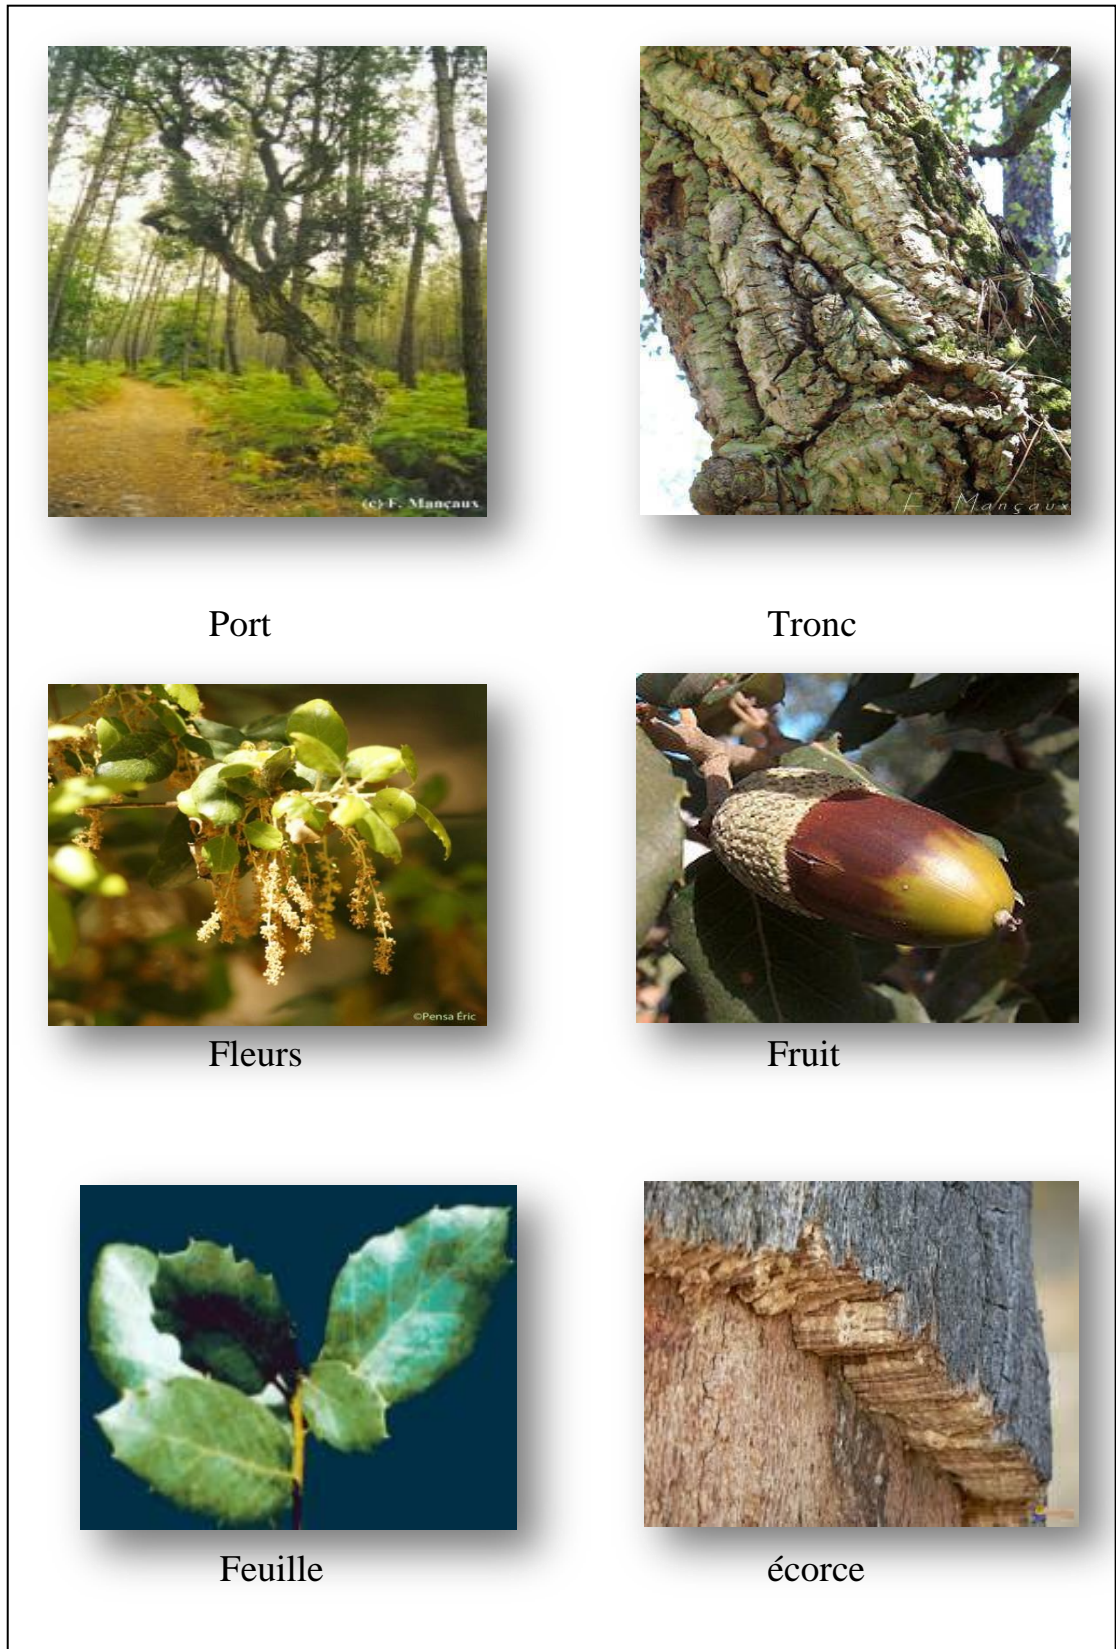 (c) F. Mançaux
F. Mançaux
Port
Tronc
©Pensa Éric
Fleurs
Fruit
Feuille
écorce